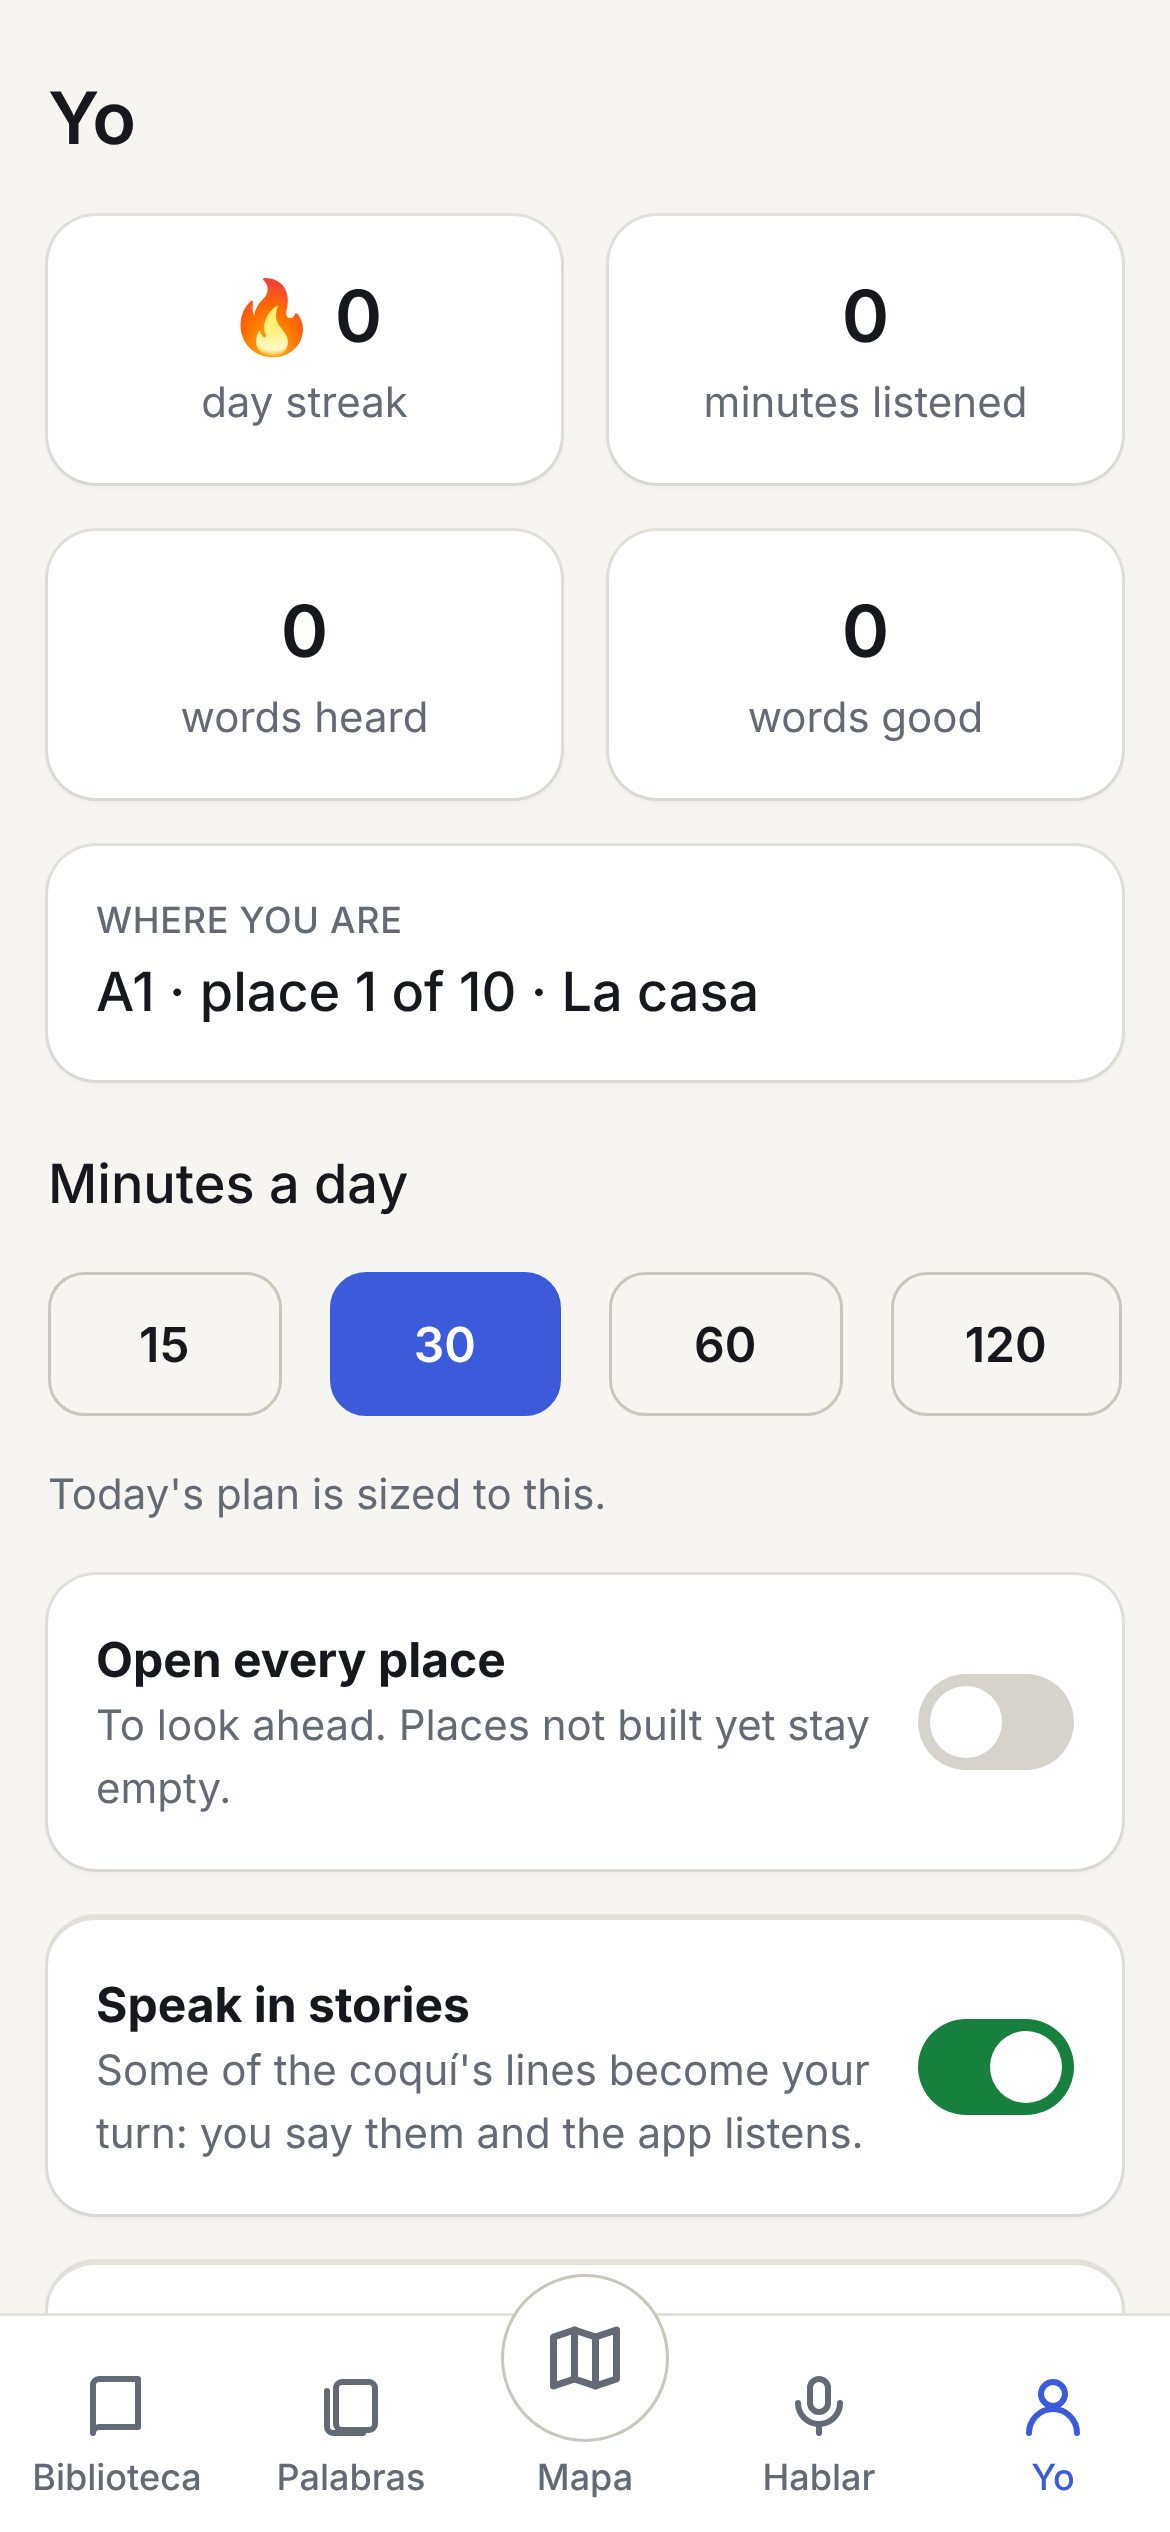 Yo
🔥 0
day streak
0
minutes listened
0
words heard
0
words good
WHERE YOU ARE
A1 · place 1 of 10 · La casa
Minutes a day
15
30
60
120
Today's plan is sized to this.
Open every place
To look ahead. Places not built yet stay
empty.
Speak in stories
Some of the coquí's lines become your
turn: you say them and the app listens.
Biblioteca
Palabras
Mapa
Hablar
Yo